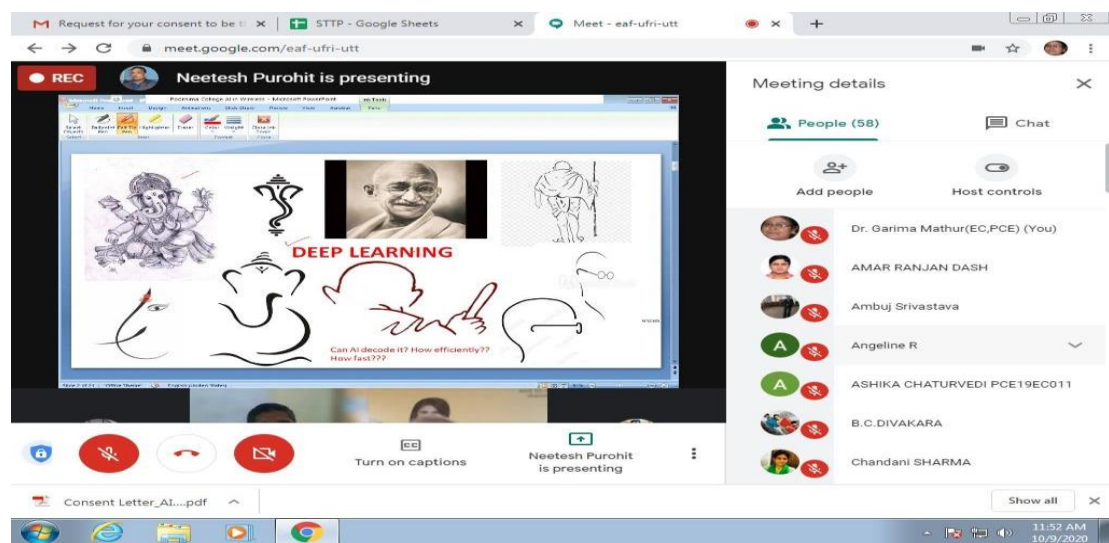 Request for your consent to be t
STTP - Google Sheets
Meet - eaf-ufri-utt
meet.google.com/eaf-ufri-utt
REC
Neetesh Purohit is presenting
Meeting details
People (58)
Chat
Add people
Host controls
Dr. Garima Mathur(EC,PCE) (You)
AMAR RANJAN DASH
Ambuj Srivastava
A
Angeline R
A
ASHIKA CHATURVEDI PCE19EC011
B.C.DIVAKARA
Chandani SHARMA
DEEP LEARNING
Can AI decode it? How efficiently??
How fast???
CC
Turn on captions
Neetesh Purohit
is presenting
Consent Letter_AI....pdf
Show all
11:52 AM
10/9/2020